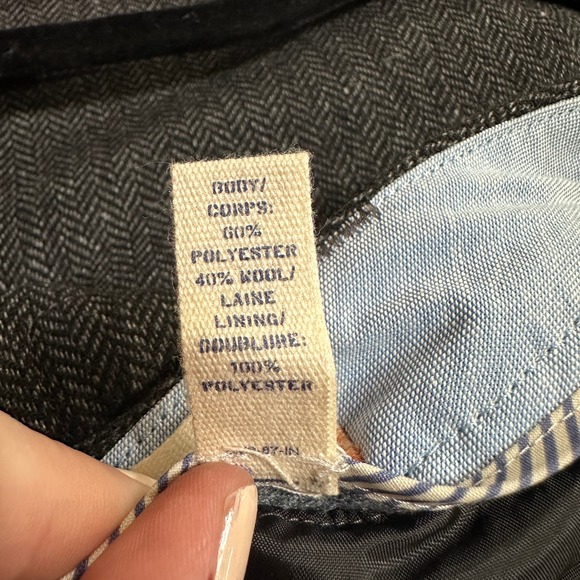 BODY/
CORPS:
60%
POLYESTER
40% WOOL/
LAINE
LINING/
DOUBLURE:
100%
POLYESTER